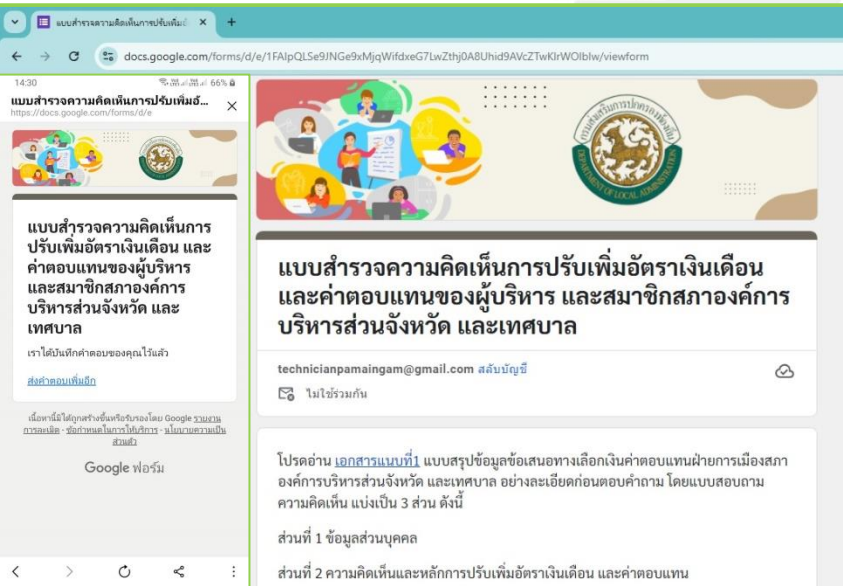 แบบสำรวจความคิดเห็นการปรับเพิ่มอั
docs.google.com/forms/d/e/1FAIpQLSe9JNGe9xMjqWifdxeG7LwZthj0A8Uhid9AVcZTwKIrWOIbIw/viewform
14:30
66%
แบบสำรวจความคิดเห็นการปรับเพิ่มอั...
https://docs.google.com/forms/d/e
แบบสำรวจความคิดเห็นการ
ปรับเพิ่มอัตราเงินเดือน และ
ค่าตอบแทนของผู้บริหาร
และสมาชิกสภาองค์การ
บริหารส่วนจังหวัด และ
เทศบาล
เราได้บันทึกคำตอบของคุณไว้แล้ว
ส่งคำตอบเพิ่มอีก
เนื้อหานี้มิได้ถูกสร้างขึ้นหรือรับรองโดย Google รายงาน
การละเมิด - ข้อกำหนดในการให้บริการ - นโยบายความเป็น
ส่วนตัว
Google ฟอร์ม
กรมส่งเสริมการปกครองท้องถิ่น
DEPARTMENT OF LOCAL ADMINISTRATION
แบบสำรวจความคิดเห็นการปรับเพิ่มอัตราเงินเดือน
และค่าตอบแทนของผู้บริหาร และสมาชิกสภาองค์การ
บริหารส่วนจังหวัด และเทศบาล
technicianpamaingam@gmail.com สลับบัญชี
ไม่ใช่ร่วมกัน
โปรดอ่าน เอกสารแนบที่1 แบบสรุปข้อมูลข้อเสนอทางเลือกเงินค่าตอบแทนฝ่ายการเมืองสภา
องค์การบริหารส่วนจังหวัด และเทศบาล อย่างละเอียดก่อนตอบคำถาม โดยแบบสอบถาม
ความคิดเห็น แบ่งเป็น 3 ส่วน ดังนี้
ส่วนที่ 1 ข้อมูลส่วนบุคคล
ส่วนที่ 2 ความคิดเห็นและหลักการปรับเพิ่มอัตราเงินเดือน และค่าตอบแทน